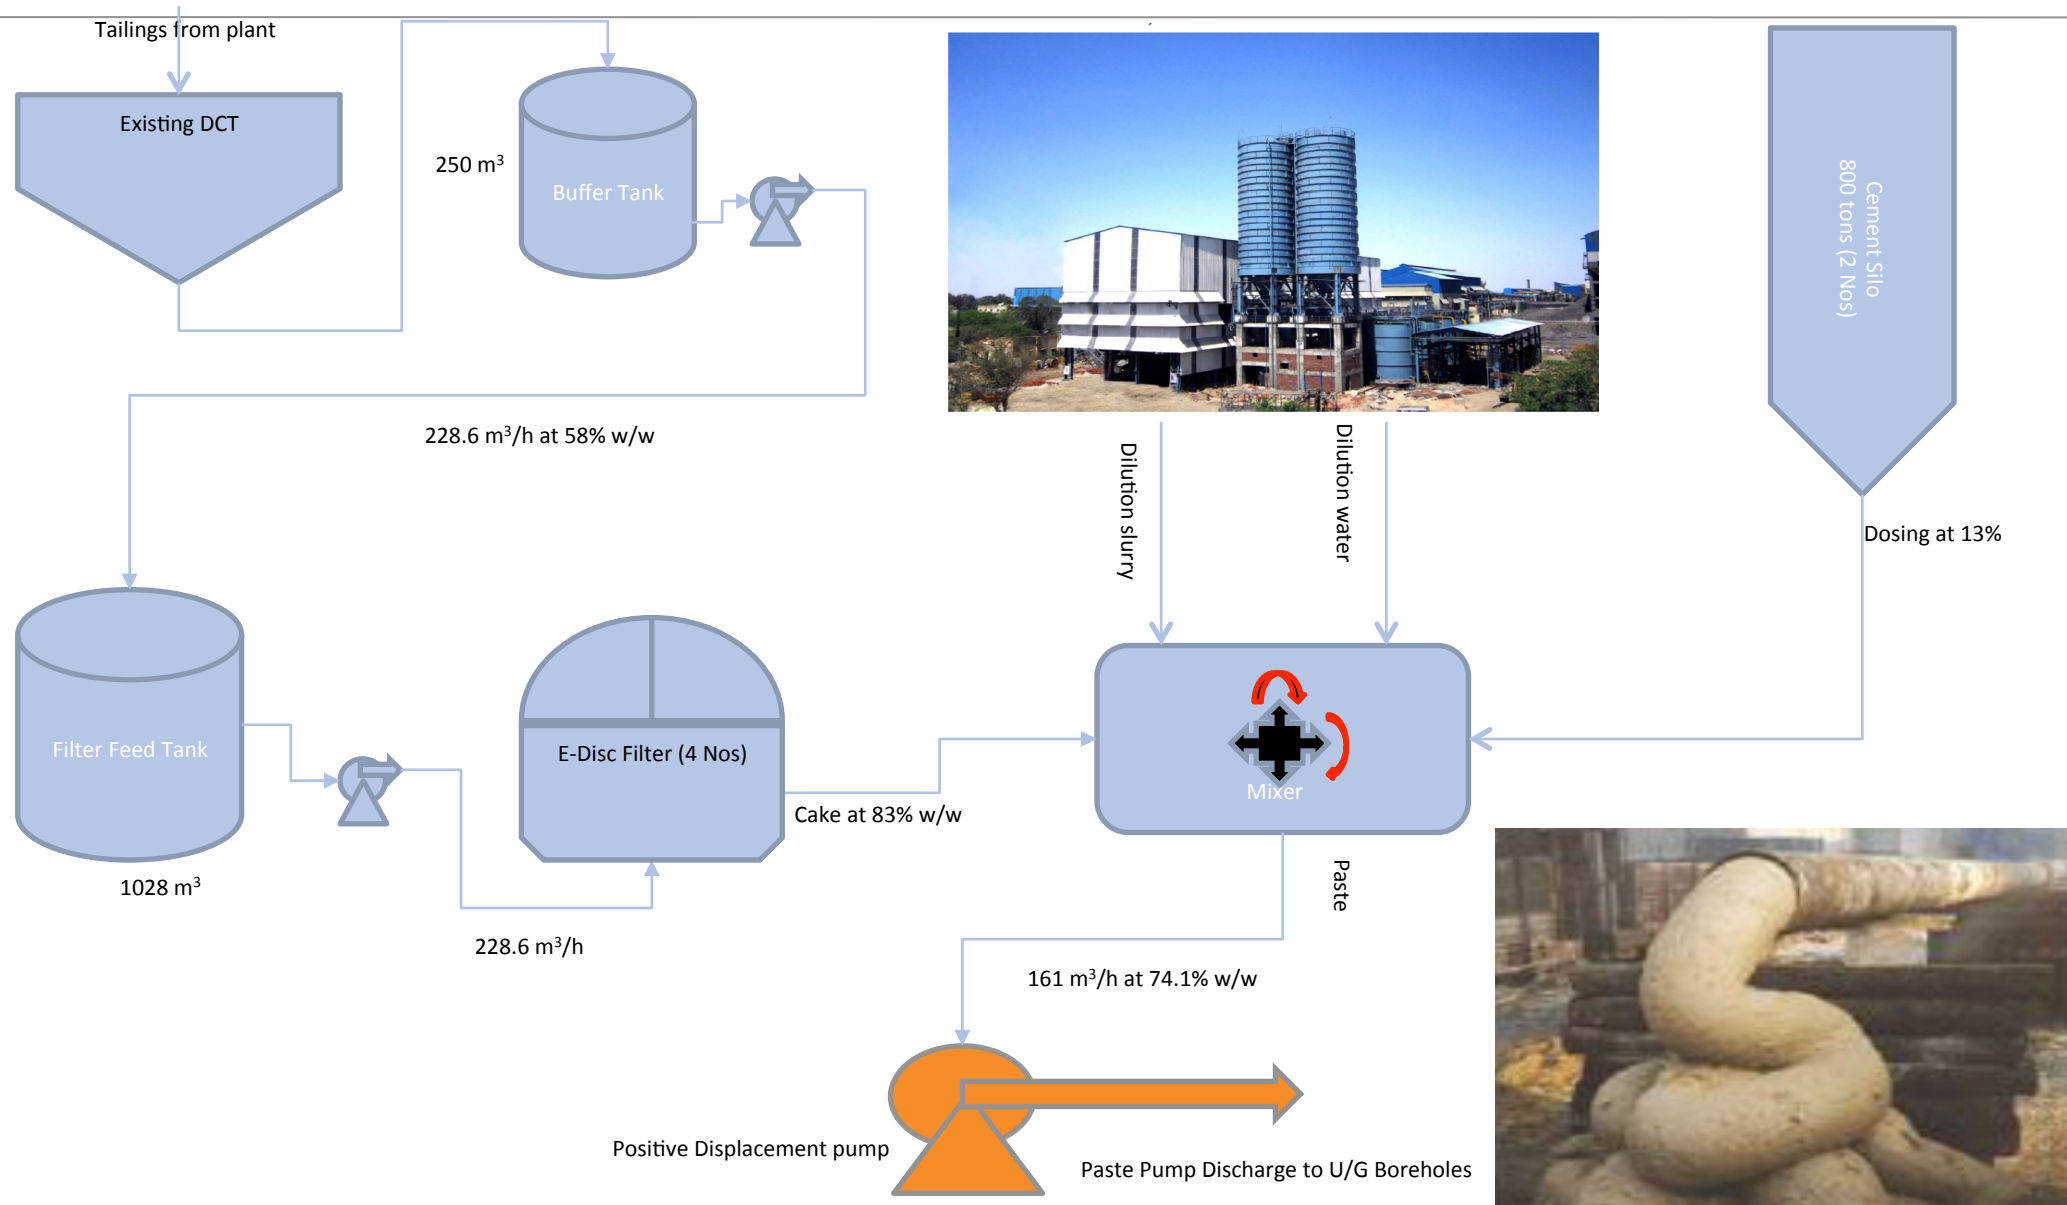 Tailings from plant
Existing DCT
250 m³
Buffer Tank
Cement Silo
800 tons (2 Nos)
228.6 m³/h at 58% w/w
Dilution slurry
Dilution water
Dosing at 13%
Filter Feed Tank
1028 m³
E-Disc Filter (4 Nos)
Cake at 83% w/w
Mixer
228.6 m³/h
Paste
161 m³/h at 74.1% w/w
Positive Displacement pump
Paste Pump Discharge to U/G Boreholes